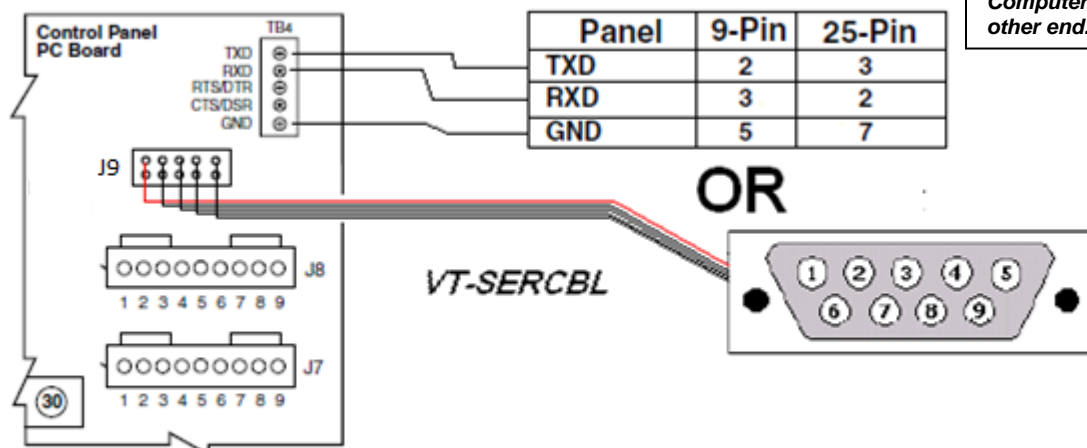 Computer
other end.
Control Panel
PC Board
TB4
TXD
RXD
RTS/DTR
CTS/DSR
GND
Panel 9-Pin 25-Pin
TXD 2 3
RXD 3 2
GND 5 7
J9
OR
J8
1 2 3 4 5 6 7 8 9
VT-SERCBL
1 2 3 4 5
6 7 8 9
J7
1 2 3 4 5 6 7 8 9
30